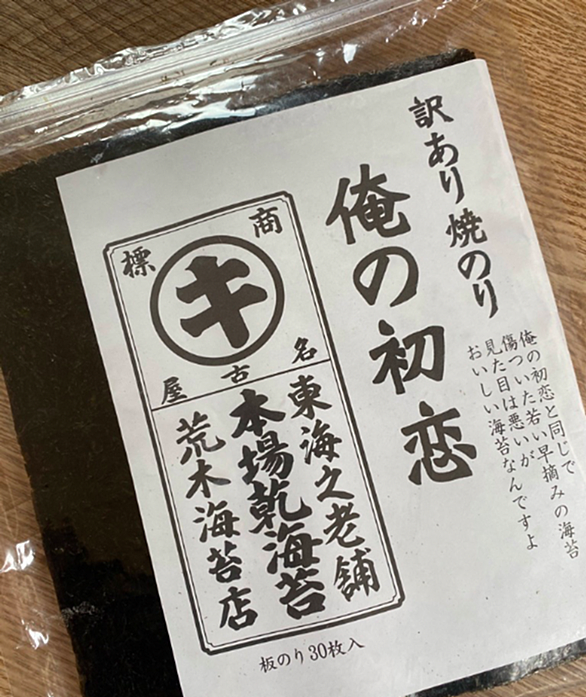 訳あり焼のり
俺の初恋
俺の初恋と同じで
傷ついた若い早摘みの海苔
見た目は悪いが
おいしい海苔なんですよ
商標
キ
名古屋
東海之老舗
本場乾海苔
荒木海苔店
板のり30枚入